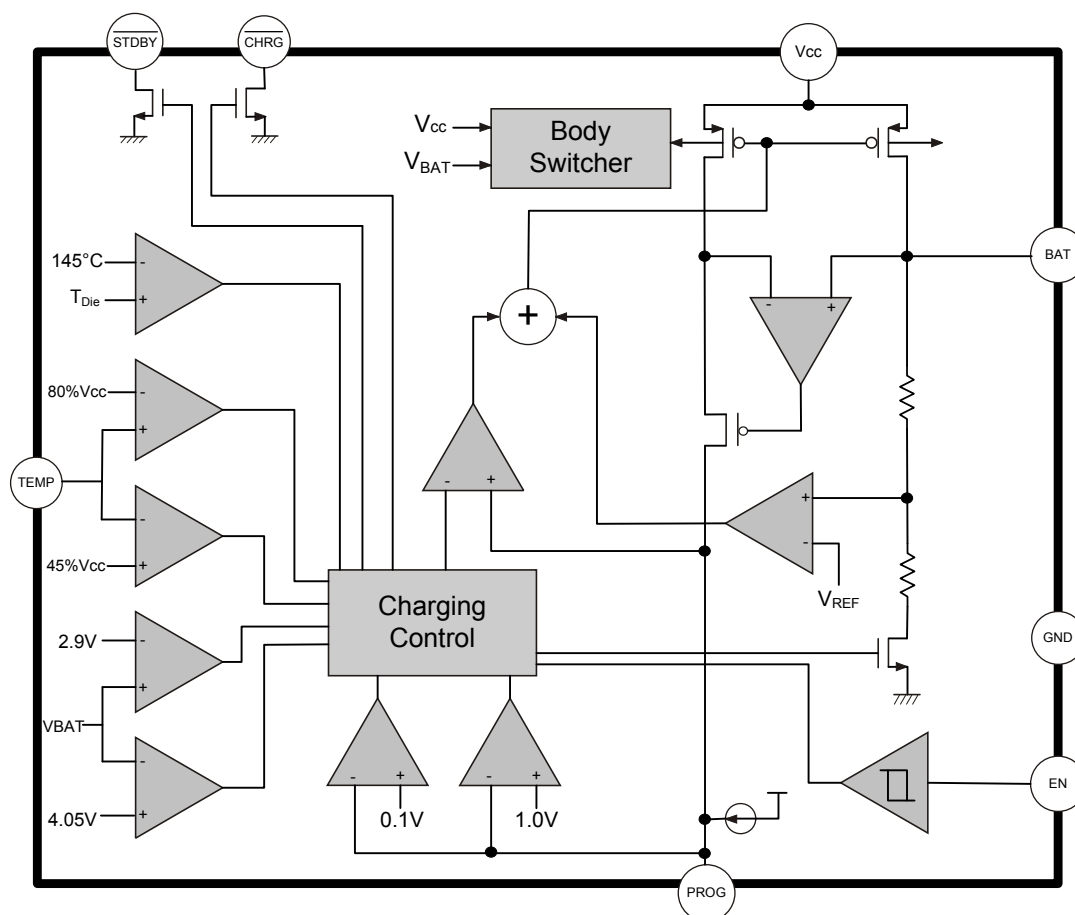 STDBY
CHRG
Vcc
Vcc
VBAT
Body
Switcher
145°C
-
TDie
+
BAT
-
+
+
80%Vcc
-
+
TEMP
-
45%Vcc
+
-
+
+
-
VREF
Charging
Control
2.9V
-
+
VBAT
-
4.05V
+
GND
-
+
0.1V
-
+
1.0V
EN
PROG